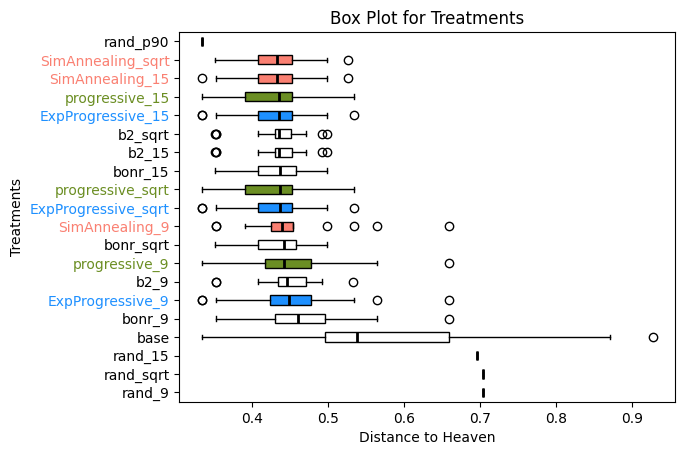 Box Plot for Treatments
Treatments
rand_p90
SimAnnealing_sqrt
SimAnnealing_15
progressive_15
ExpProgressive_15
b2_sqrt
b2_15
bonr_15
progressive_sqrt
ExpProgressive_sqrt
SimAnnealing_9
bonr_sqrt
progressive_9
b2_9
ExpProgressive_9
bonr_9
base
rand_15
rand_sqrt
rand_9
0.4 0.5 0.6 0.7 0.8 0.9
Distance to Heaven